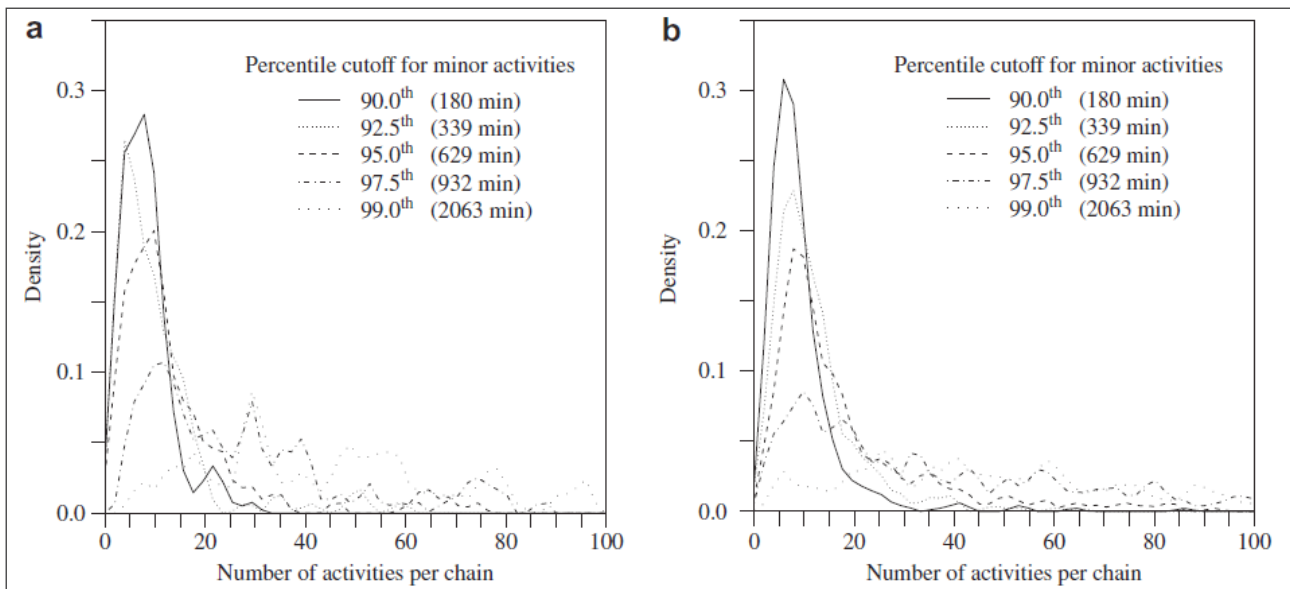 a
Percentile cutoff for minor activities
90.0th (180 min)
92.5th (339 min)
95.0th (629 min)
97.5th (932 min)
99.0th (2063 min)
0.3
0.2
0.1
0.0
Density
0 20 40 60 80 100
Number of activities per chain
b
Percentile cutoff for minor activities
90.0th (180 min)
92.5th (339 min)
95.0th (629 min)
97.5th (932 min)
99.0th (2063 min)
0.3
0.2
0.1
0.0
Density
0 20 40 60 80 100
Number of activities per chain